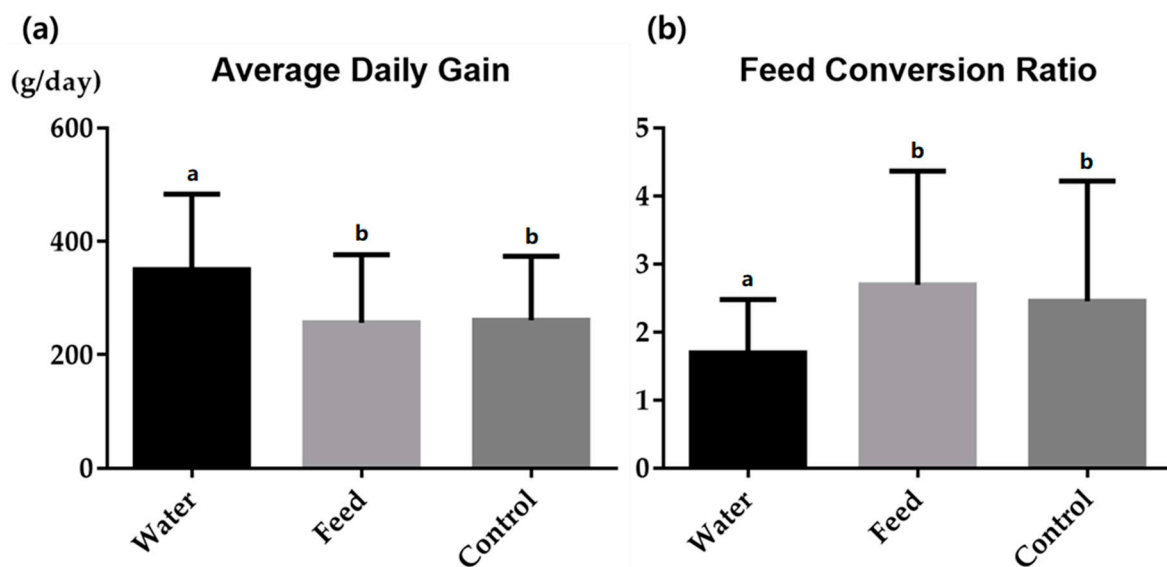 (a)
Average Daily Gain
(g/day)
600
400
200
0
a
b
b
Water
Feed
Control
(b)
Feed Conversion Ratio
5
4
3
2
1
0
a
b
b
Water
Feed
Control